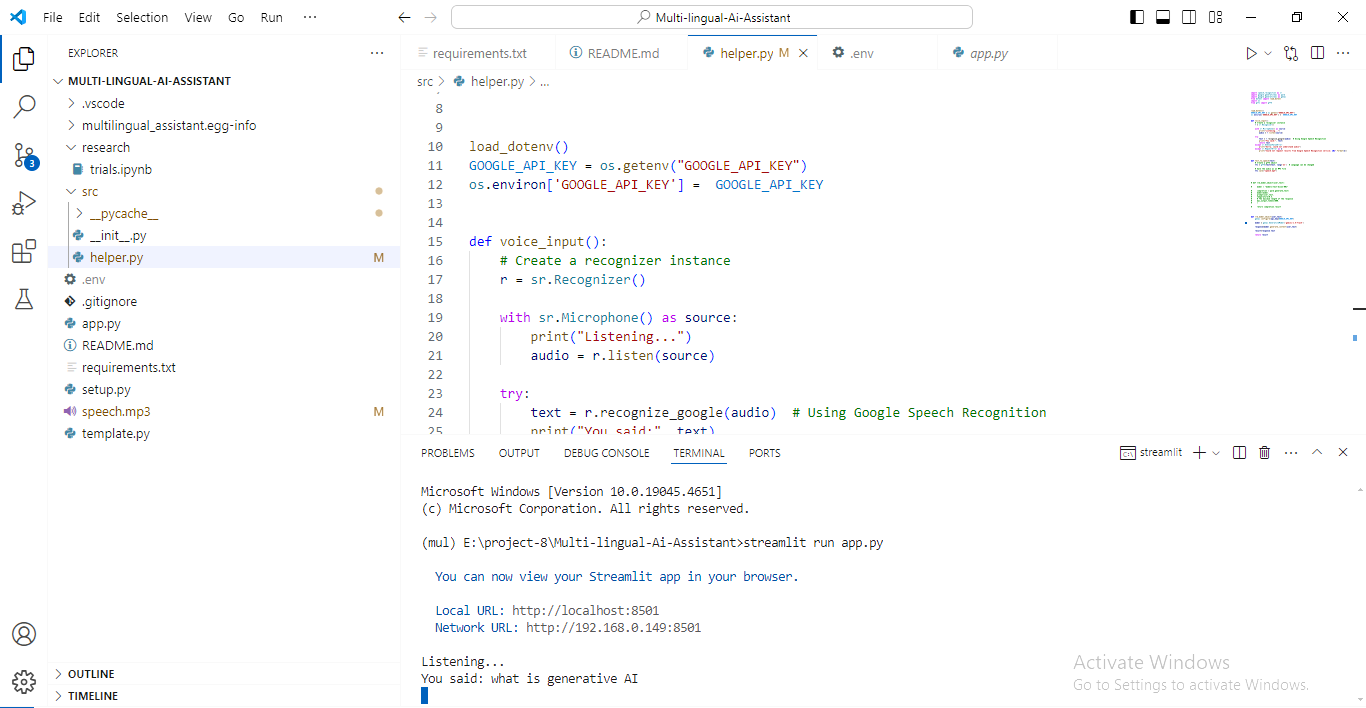 File Edit Selection View Go Run ··· Multi-lingual-Ai-Assistant
EXPLORER ···
MULTI-LINGUAL-AI-ASSISTANT
.vscode
multilingual_assistant.egg-info
research
trials.ipynb
src
__pycache__
__init__.py
helper.py M
.env
.gitignore
app.py
README.md
requirements.txt
setup.py
speech.mp3 M
template.py
OUTLINE
TIMELINE
3
requirements.txt README.md helper.py M .env app.py
src > helper.py > ...
8
9
10 load_dotenv()
11 GOOGLE_API_KEY = os.getenv("GOOGLE_API_KEY")
12 os.environ['GOOGLE_API_KEY'] = GOOGLE_API_KEY
13
14
15 def voice_input():
16 # Create a recognizer instance
17 r = sr.Recognizer()
18
19 with sr.Microphone() as source:
20 print("Listening...")
21 audio = r.listen(source)
22
23 try:
24 text = r.recognize_google(audio) # Using Google Speech Recognition
25 print("You said:", text)
PROBLEMS OUTPUT DEBUG CONSOLE TERMINAL PORTS streamlit
Microsoft Windows [Version 10.0.19045.4651]
(c) Microsoft Corporation. All rights reserved.
(mul) E:\project-8\Multi-lingual-Ai-Assistant>streamlit run app.py
You can now view your Streamlit app in your browser.
Local URL: http://localhost:8501
Network URL: http://192.168.0.149:8501
Listening...
You said: what is generative AI
Activate Windows
Go to Settings to activate Windows.